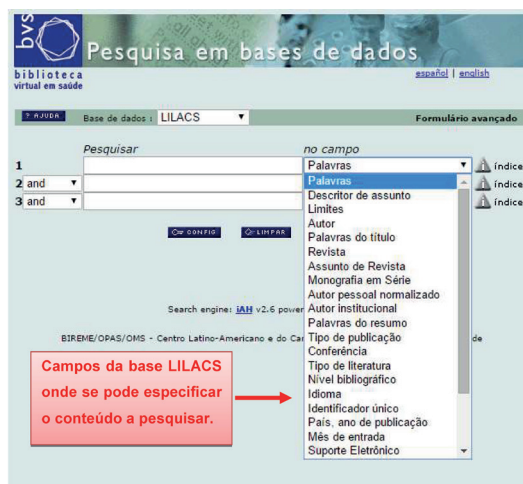 bvs
Pesquisa em bases de dados
biblioteca
virtual em saúde
español | english
? AJUDA Base de dados : LILACS Formulário avançado
Pesquisar no campo
1 Palavras índice
2 and índice
3 and índice
Palavras
Descritor de assunto
Limites
Autor
Palavras do título
Revista
Assunto de Revista
Monografia em Série
Autor pessoal normalizado
Autor institucional
Palavras do resumo
Tipo de publicação
Conferência
Tipo de literatura
Nível bibliográfico
Idioma
Identificador único
País, ano de publicação
Mês de entrada
Suporte Eletrônico
CONFIG LIMPAR
Search engine: iAH v2.6 power
BIREME/OPAS/OMS - Centro Latino-Americano e do Car de
Campos da base LILACS
onde se pode especificar
o conteúdo a pesquisar.